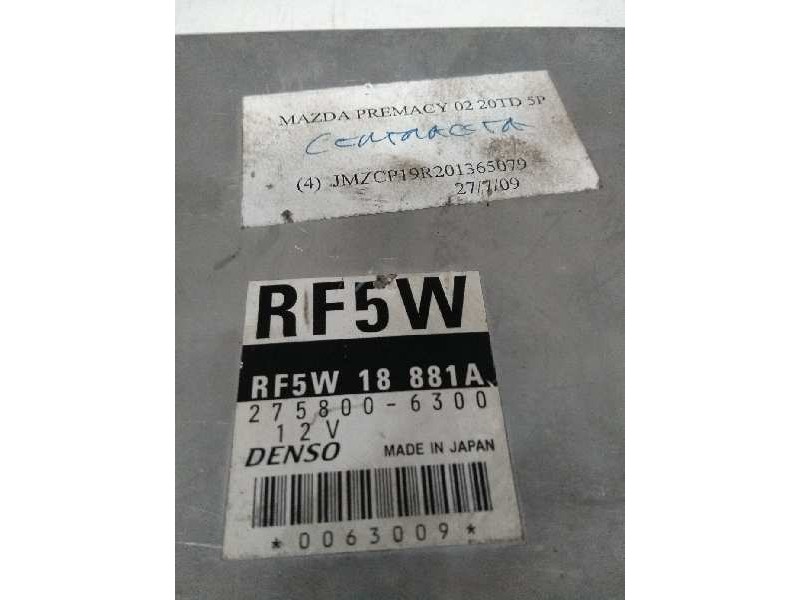 MAZDA PREMACY 02 20TD 5P
(4) JMZCP19R201365079
27/7/09
RF5W
RF5W 18 881A
275800-6300
12V
DENSO MADE IN JAPAN
*0063009*